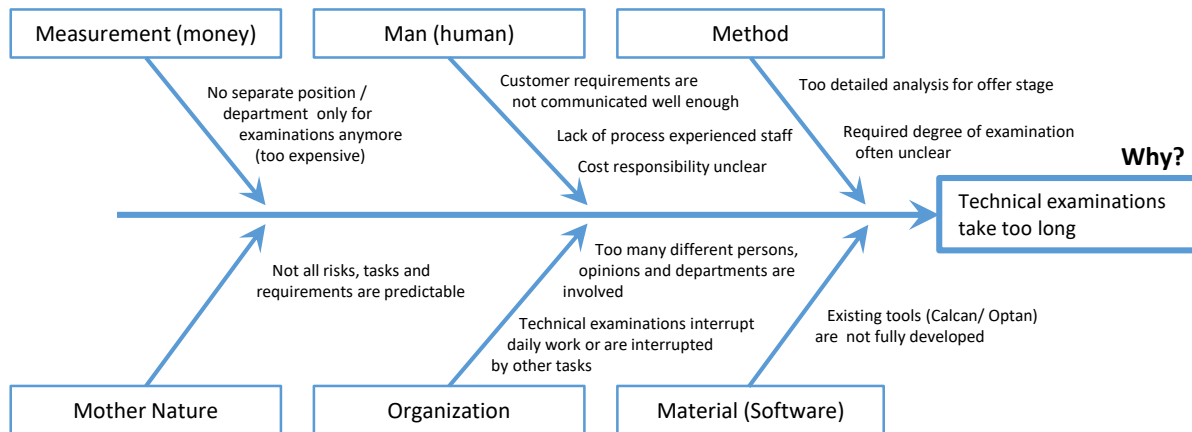 Measurement (money)
Man (human)
Method
No separate position /
department only for
examinations anymore
(too expensive)
Customer requirements are
not communicated well enough
Lack of process experienced staff
Cost responsibility unclear
Too detailed analysis for offer stage
Required degree of examination
often unclear
Why?
Technical examinations
take too long
Not all risks, tasks and
requirements are predictable
Too many different persons,
opinions and departments are
involved
Technical examinations interrupt
daily work or are interrupted
by other tasks
Existing tools (Calcan/ Optan)
are not fully developed
Mother Nature
Organization
Material (Software)